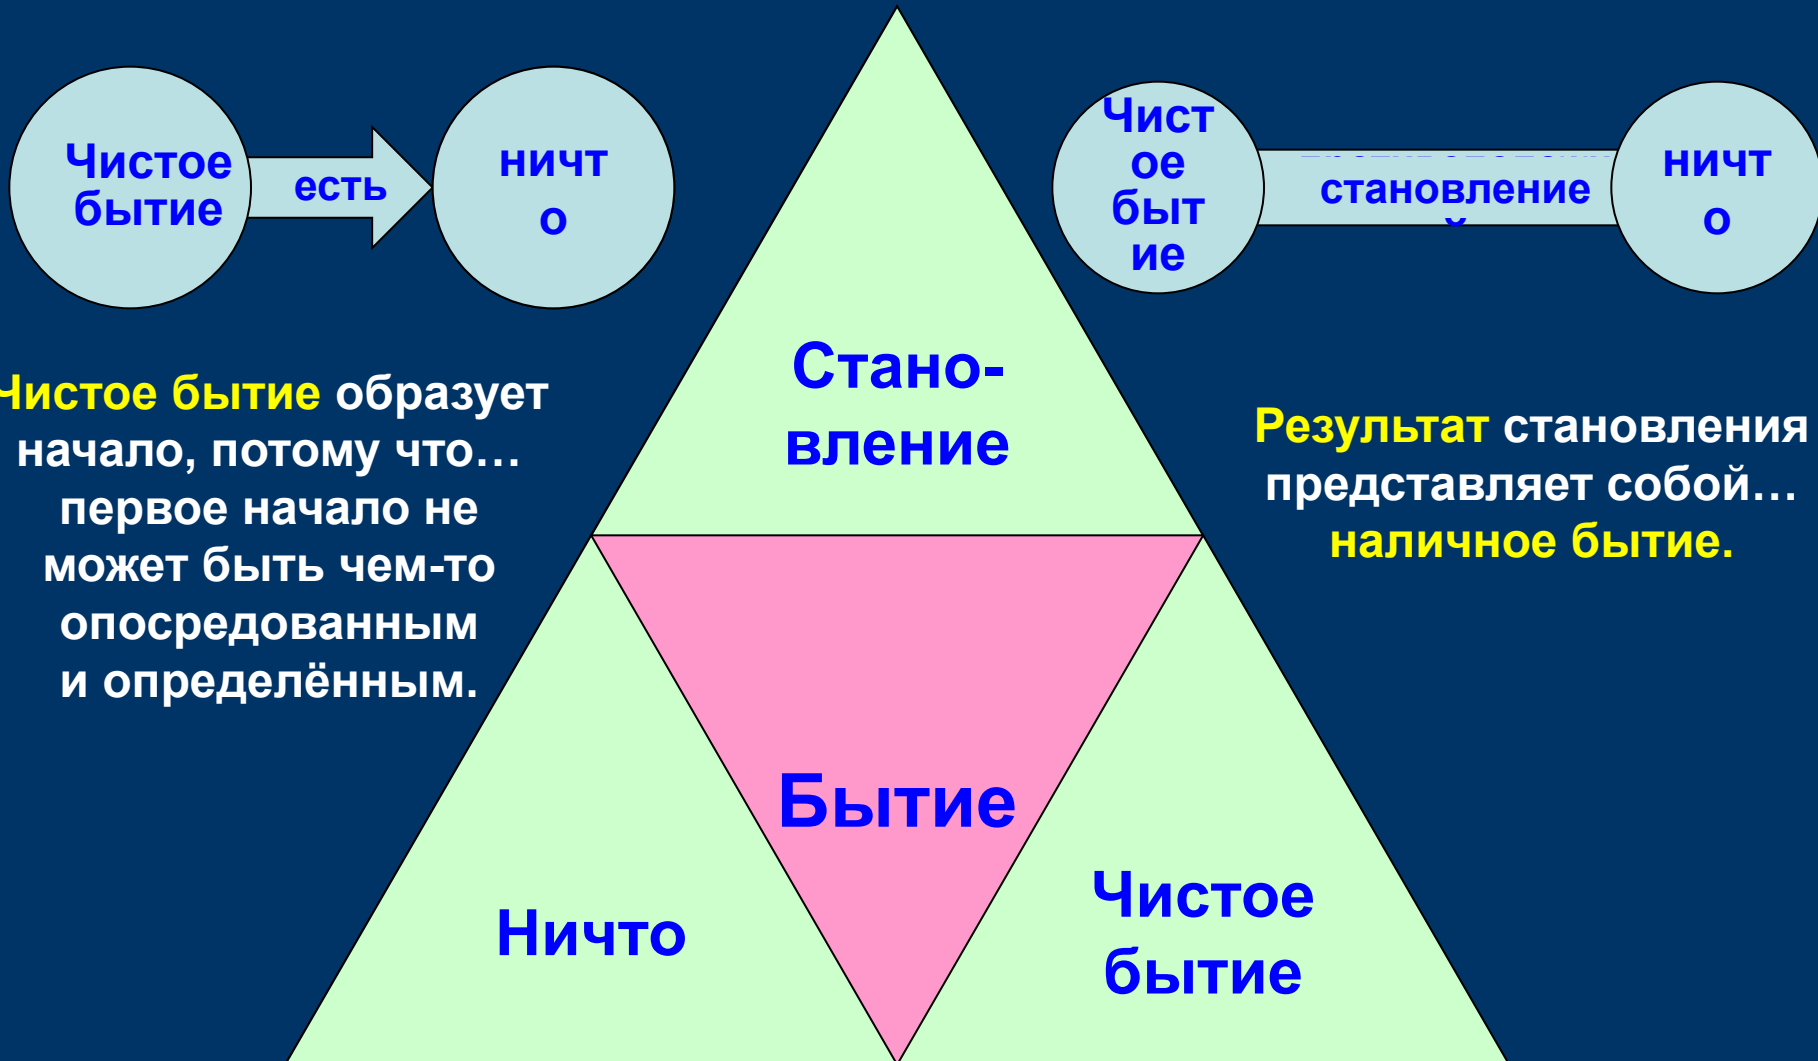 Чистое
бытие
есть
ничт
о
Чист
ое
быт
ие
становление
ничт
о
Чистое бытие образует
начало, потому что…
первое начало не
может быть чем-то
опосредованным
и определённым.
Стано-
вление
Результат становления
представляет собой…
наличное бытие.
Бытие
Ничто
Чистое
бытие